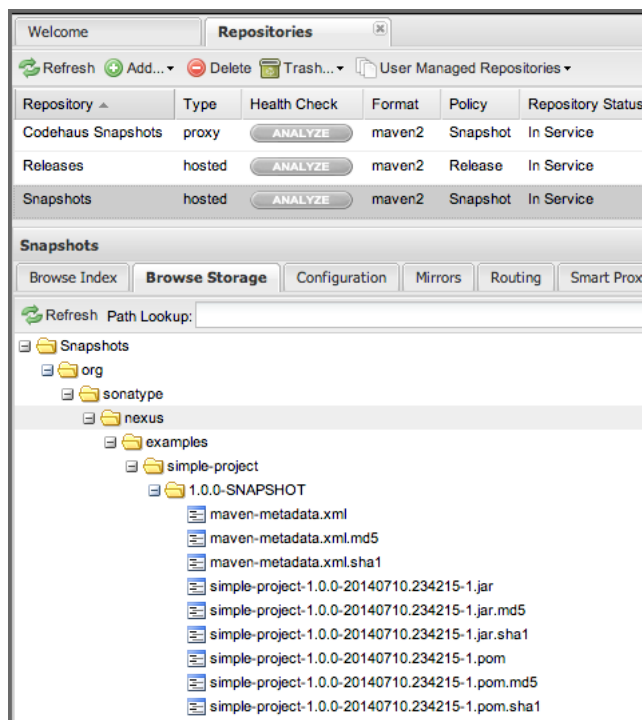 Welcome Repositories
Refresh Add... Delete Trash... User Managed Repositories
Repository Type Health Check Format Policy Repository Status
Codehaus Snapshots proxy ANALYZE maven2 Snapshot In Service
Releases hosted ANALYZE maven2 Release In Service
Snapshots hosted ANALYZE maven2 Snapshot In Service
Snapshots
Browse Index Browse Storage Configuration Mirrors Routing Smart Prox
Refresh Path Lookup:
Snapshots
org
sonatype
nexus
examples
simple-project
1.0.0-SNAPSHOT
maven-metadata.xml
maven-metadata.xml.md5
maven-metadata.xml.sha1
simple-project-1.0.0-20140710.234215-1.jar
simple-project-1.0.0-20140710.234215-1.jar.md5
simple-project-1.0.0-20140710.234215-1.jar.sha1
simple-project-1.0.0-20140710.234215-1.pom
simple-project-1.0.0-20140710.234215-1.pom.md5
simple-project-1.0.0-20140710.234215-1.pom.sha1